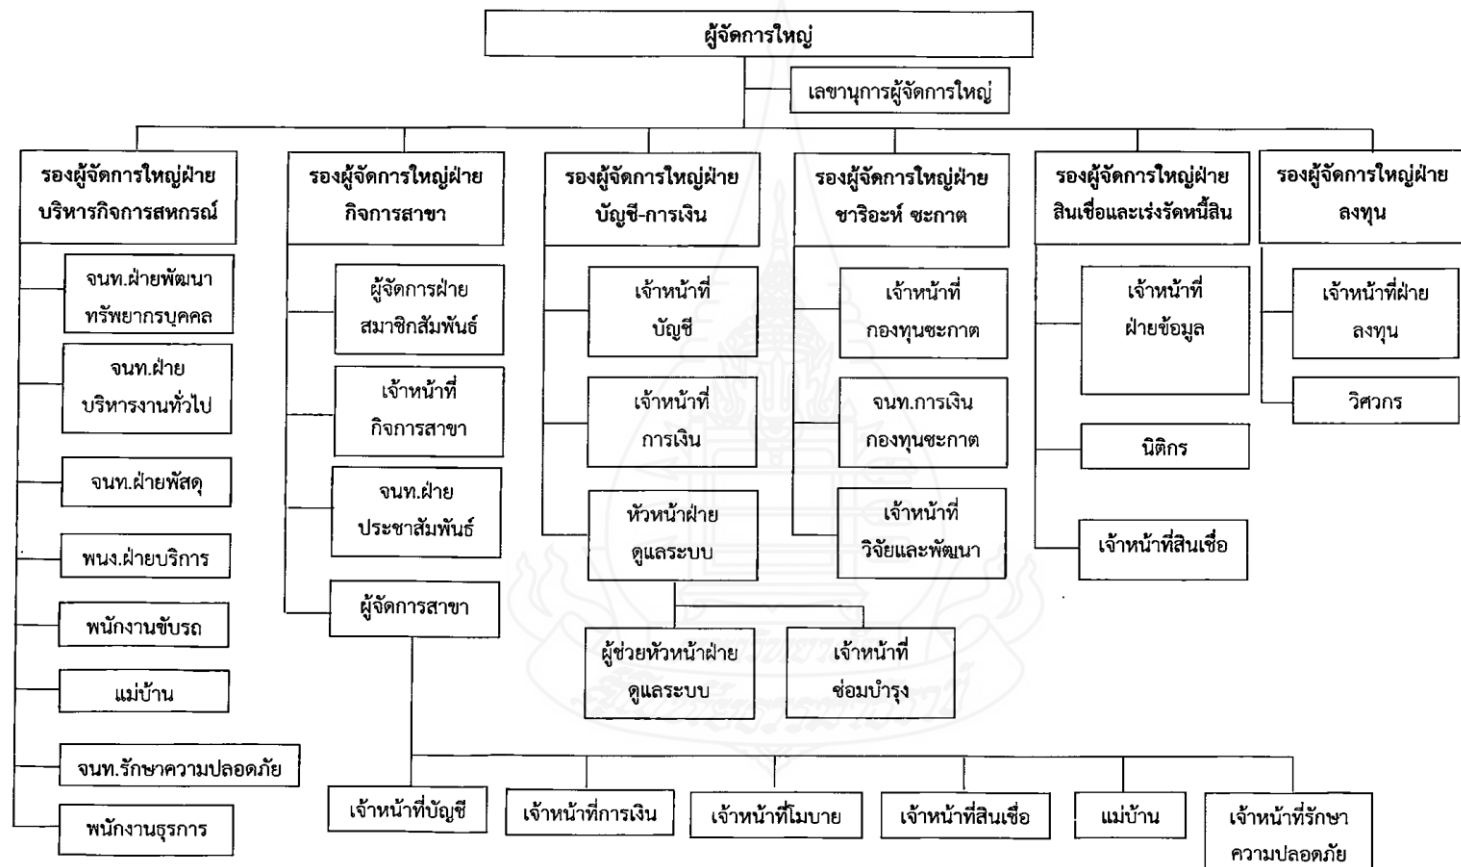 ผู้จัดการใหญ่
เลขานุการผู้จัดการใหญ่
รองผู้จัดการใหญ่ฝ่าย
บริหารกิจการสหกรณ์
จนท.ฝ่ายพัฒนา
ทรัพยากรบุคคล
จนท.ฝ่าย
บริหารงานทั่วไป
จนท.ฝ่ายพัสดุ
พนง.ฝ่ายบริการ
พนักงานขับรถ
แม่บ้าน
จนท.รักษาความปลอดภัย
พนักงานธุรการ
รองผู้จัดการใหญ่ฝ่าย
กิจการสาขา
ผู้จัดการฝ่าย
สมาชิกสัมพันธ์
เจ้าหน้าที่
กิจการสาขา
จนท.ฝ่าย
ประชาสัมพันธ์
ผู้จัดการสาขา
รองผู้จัดการใหญ่ฝ่าย
บัญชี-การเงิน
เจ้าหน้าที่
บัญชี
เจ้าหน้าที่
การเงิน
หัวหน้าฝ่าย
ดูแลระบบ
ผู้ช่วยหัวหน้าฝ่าย
ดูแลระบบ
เจ้าหน้าที่
ซ่อมบำรุง
รองผู้จัดการใหญ่ฝ่าย
ชาริอะห์ ซะกาต
เจ้าหน้าที่
กองทุนซะกาต
จนท.การเงิน
กองทุนซะกาต
เจ้าหน้าที่
วิจัยและพัฒนา
รองผู้จัดการใหญ่ฝ่าย
สินเชื่อและเร่งรัดหนี้สิน
เจ้าหน้าที่
ฝ่ายข้อมูล
นิติกร
เจ้าหน้าที่สินเชื่อ
รองผู้จัดการใหญ่ฝ่าย
ลงทุน
เจ้าหน้าที่ฝ่าย
ลงทุน
วิศวกร
เจ้าหน้าที่บัญชี
เจ้าหน้าที่การเงิน
เจ้าหน้าที่โมบาย
เจ้าหน้าที่สินเชื่อ
แม่บ้าน
เจ้าหน้าที่รักษา
ความปลอดภัย